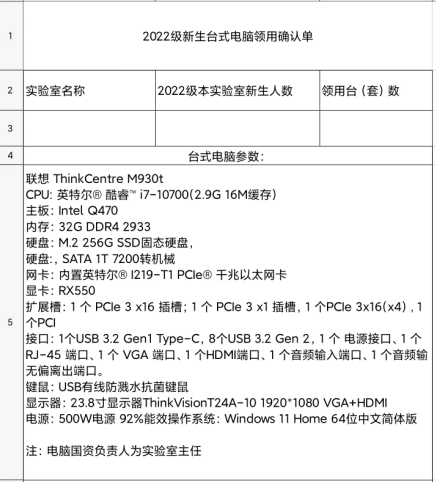 1
2022级新生台式电脑领用确认单
2 实验室名称 2022级本实验室新生人数 领用台（套）数
3
4 台式电脑参数：
5
联想 ThinkCentre M930t
CPU: 英特尔® 酷睿™ i7-10700(2.9G 16M缓存)
主板: Intel Q470
内存: 32G DDR4 2933
硬盘: M.2 256G SSD固态硬盘,
硬盘:, SATA 1T 7200转机械
网卡: 内置英特尔® I219-T1 PCIe® 千兆以太网卡
显卡: RX550
扩展槽: 1 个 PCIe 3 x16 插槽; 1 个 PCIe 3 x1 插槽, 1 个PCIe 3x16(x4) , 1
个PCI
接口: 1个USB 3.2 Gen1 Type-C, 8个USB 3.2 Gen 2, 1 个 电源接口、1 个
RJ-45 端口、1 个 VGA 端口、1 个HDMI端口、1 个音频输入端口、1 个音频输
无偏离出端口。
键鼠: USB有线防溅水抗菌键鼠
显示器: 23.8寸显示器ThinkVisionT24A-10 1920*1080 VGA+HDMI
电源: 500W电源 92%能效操作系统: Windows 11 Home 64位中文简体版
注: 电脑国资负责人为实验室主任